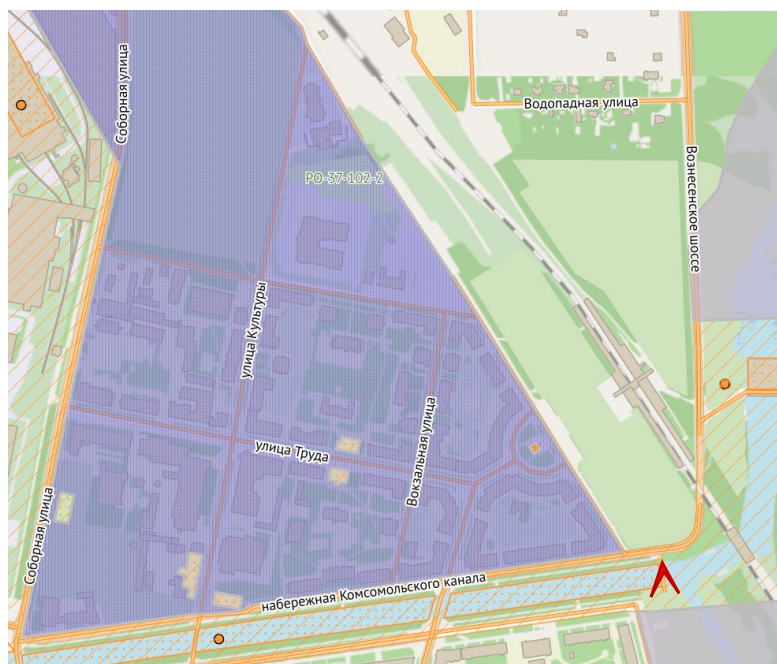 Соборная улица
Водопадная улица
Вознесенское шоссе
РО-37-102-2
улица Культуры
Вокзальная улица
улица Труда
Соборная улица
набережная Комсомольского канала